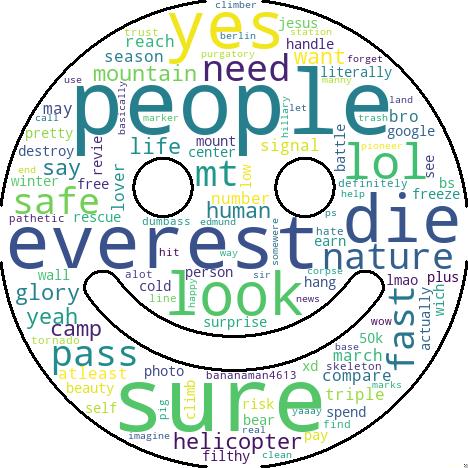 climber
yes jesus
trust berlin station
reach handle
season purgatory want forget
mountain need literally
use people land
basically marker hillary let manny trash
may call mount bro
pretty life center signal battle google
destroy revie lol pioneer
end say mt low definitely see
winter free lover number help bs
safe human freeze
pathetic rescue dumbass edmund ps die
everest somewere hate earn
hit way nature
wall alot person sir corpse lmao plus
glory cold look hang fast wich
line happy news actually
yeah surprise wow
camp 50k
tornado pass base march
atleast photo xd skeleton compare
beauty bananaman4613 marks
self sure triple
pig climb risk yaaay spend
bear find
imagine helicopter real pay
filthy clean